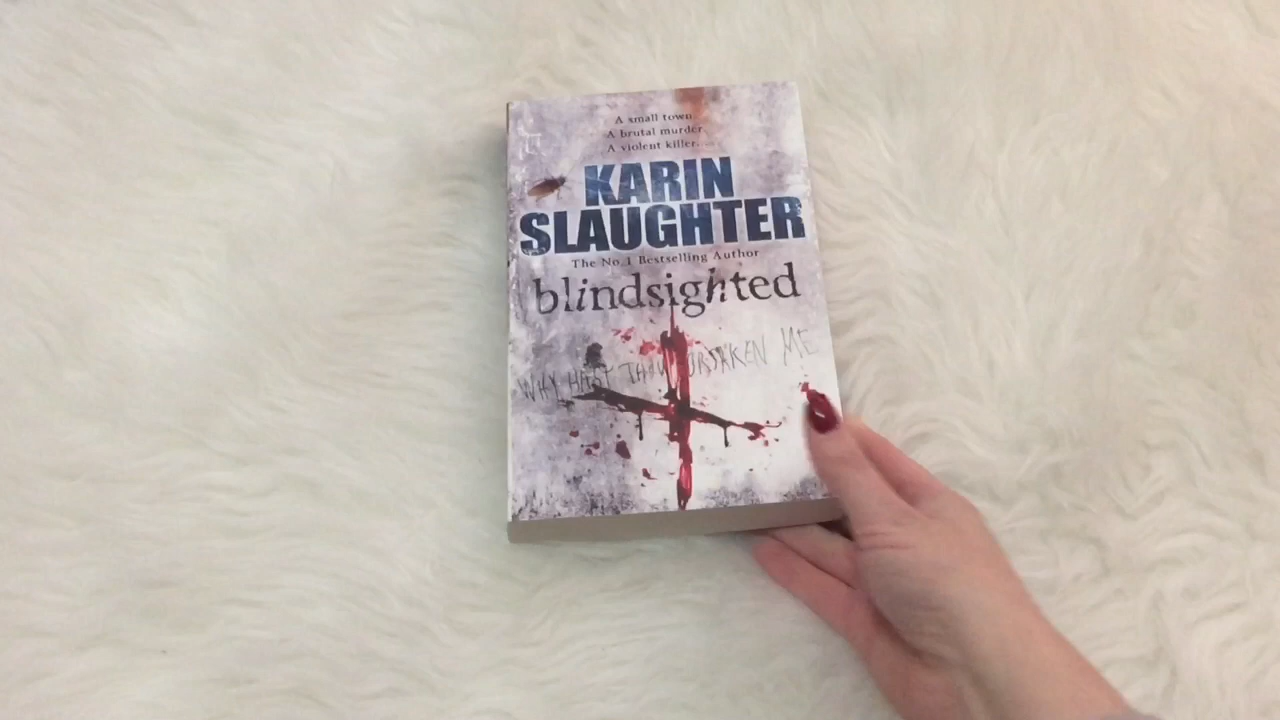 A small town.
A brutal murder.
A violent killer.....
KARIN
SLAUGHTER
The No.1 Bestselling Author
blindsighted
WHY HAST THOU FORSAKEN ME